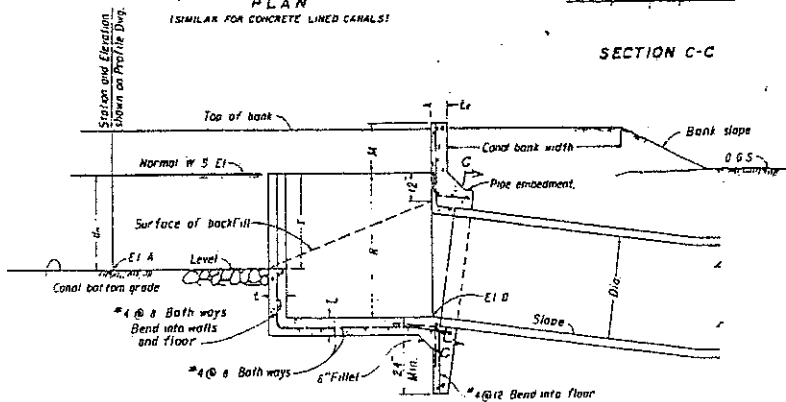 PLAN
(SIMILAR FOR CONCRETE LINED CANALS)
SECTION C-C
Station and Elevation
shown on Profile Dwg.
Top of bank
Canal bank width
Bank slope
Normal W S El
O G S
12"
C
Pipe embedment
M
dn
Surface of backfill
R
El A
Level
Canal bottom grade
t
El D
Dia
Slope
#4 @ 8 Both ways
Bend into walls
and floor
#4 @ 8 Both ways
6" Fillet
24"
Min.
C
#4 @ 12 Bend into floor